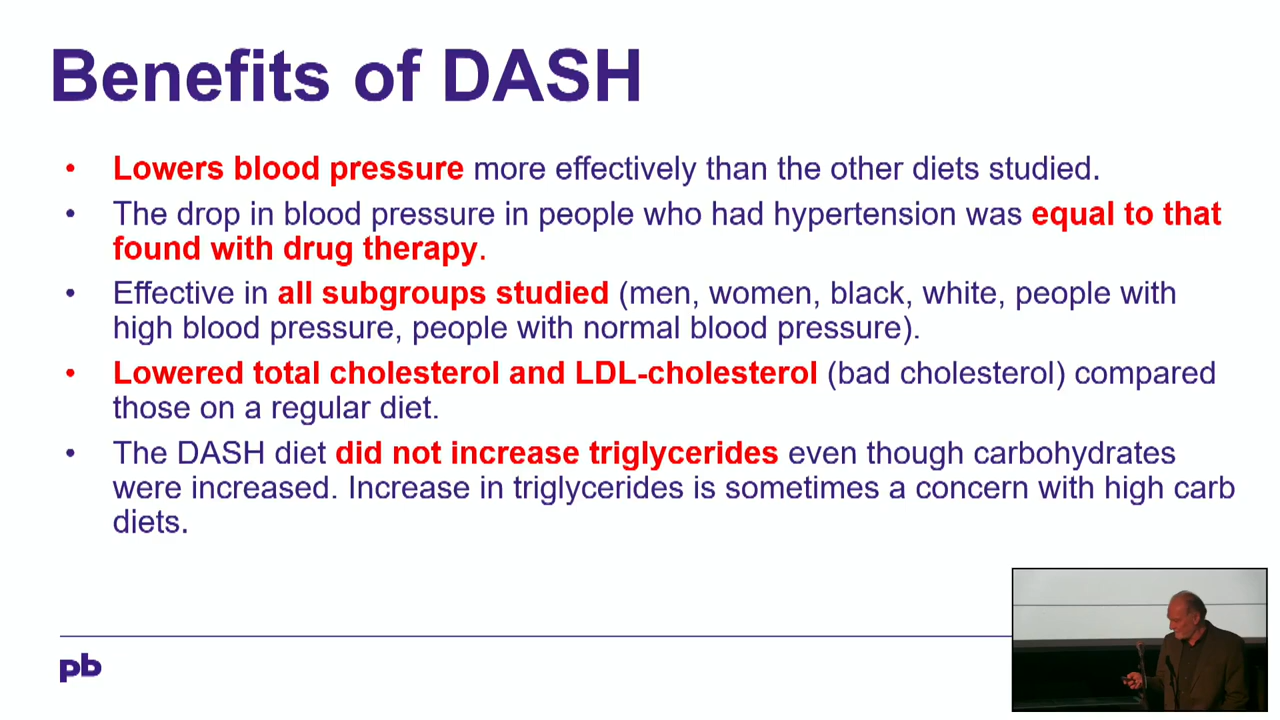 Benefits of DASH
• Lowers blood pressure more effectively than the other diets studied.
• The drop in blood pressure in people who had hypertension was equal to that
found with drug therapy.
• Effective in all subgroups studied (men, women, black, white, people with
high blood pressure, people with normal blood pressure).
• Lowered total cholesterol and LDL-cholesterol (bad cholesterol) compared
those on a regular diet.
• The DASH diet did not increase triglycerides even though carbohydrates
were increased. Increase in triglycerides is sometimes a concern with high carb
diets.
pb